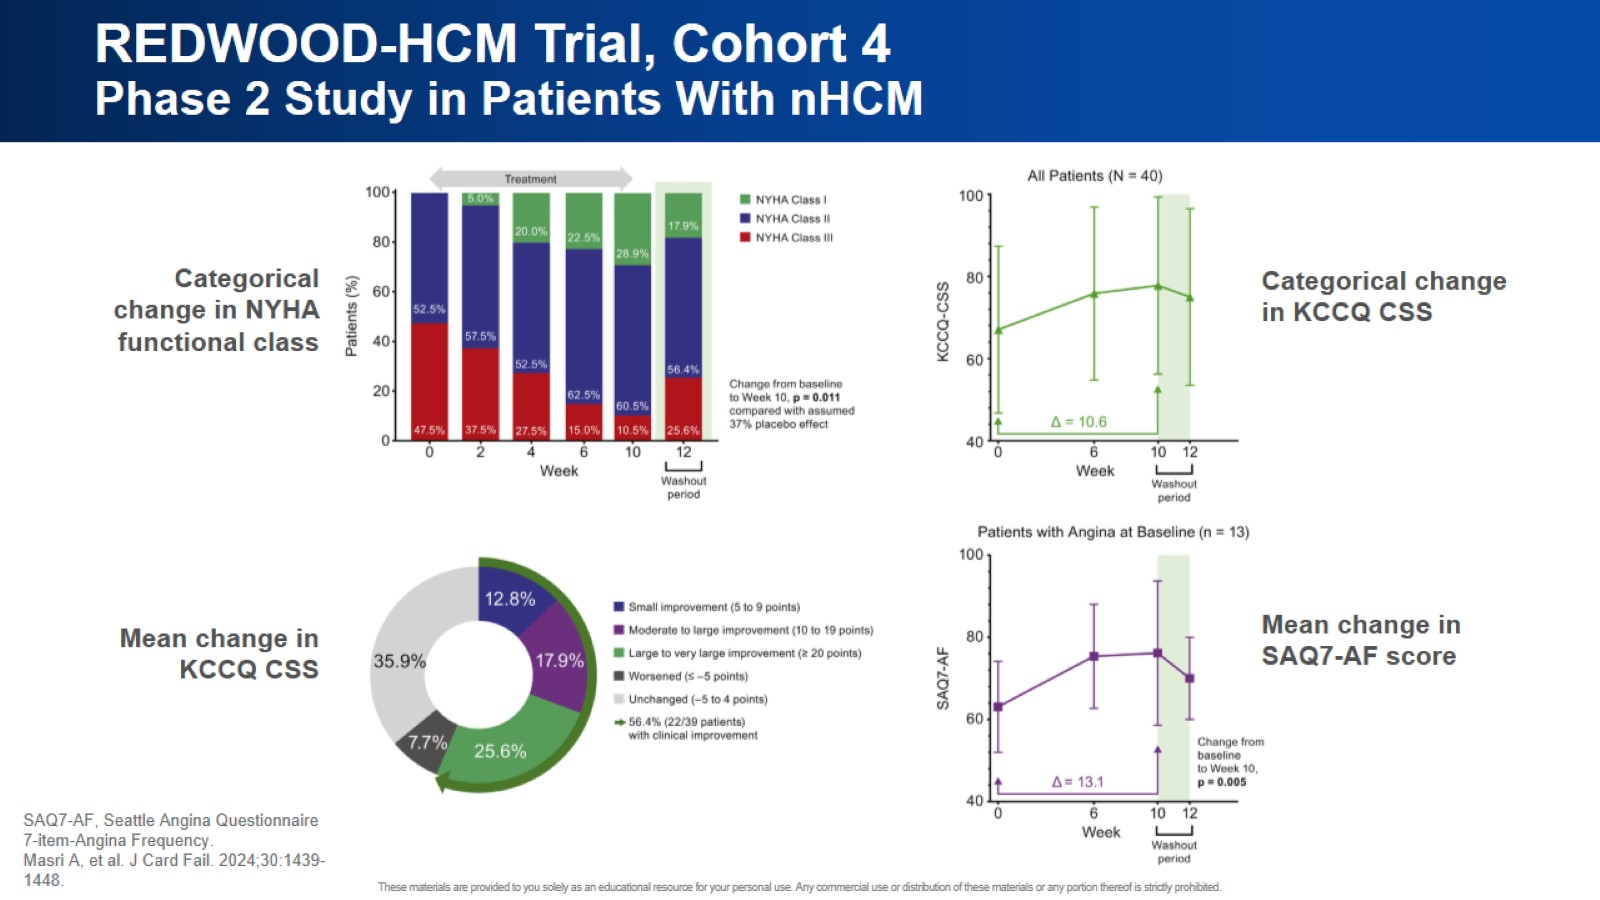 REDWOOD-HCM Trial, Cohort 4
Phase 2 Study in Patients With nHCM
Categorical
change in NYHA
functional class
Treatment
Patients (%)
100
80
60
40
20
0
5.0%
20.0%
22.5%
28.9%
17.9%
52.5%
57.5%
52.5%
62.5%
60.5%
56.4%
47.5%
37.5%
27.5%
15.0%
10.5%
25.6%
0
2
4
6
10
12
Week
Washout
period
NYHA Class I
NYHA Class II
NYHA Class III
Change from baseline
to Week 10, p = 0.011
compared with assumed
37% placebo effect
All Patients (N = 40)
KCCQ-CSS
100
80
60
40
Δ = 10.6
0
6
10
12
Week
Washout
period
Categorical change
in KCCQ CSS
Mean change in
KCCQ CSS
12.8%
17.9%
25.6%
7.7%
35.9%
Small improvement (5 to 9 points)
Moderate to large improvement (10 to 19 points)
Large to very large improvement (≥ 20 points)
Worsened (≤ –5 points)
Unchanged (–5 to 4 points)
56.4% (22/39 patients)
with clinical improvement
Patients with Angina at Baseline (n = 13)
SAQ7-AF
100
80
60
40
Δ = 13.1
0
6
10
12
Week
Washout
period
Change from
baseline
to Week 10,
p = 0.005
Mean change in
SAQ7-AF score
SAQ7-AF, Seattle Angina Questionnaire
7-item-Angina Frequency.
Masri A, et al. J Card Fail. 2024;30:1439-
1448.
These materials are provided to you solely as an educational resource for your personal use. Any commercial use or distribution of these materials or any portion thereof is strictly prohibited.